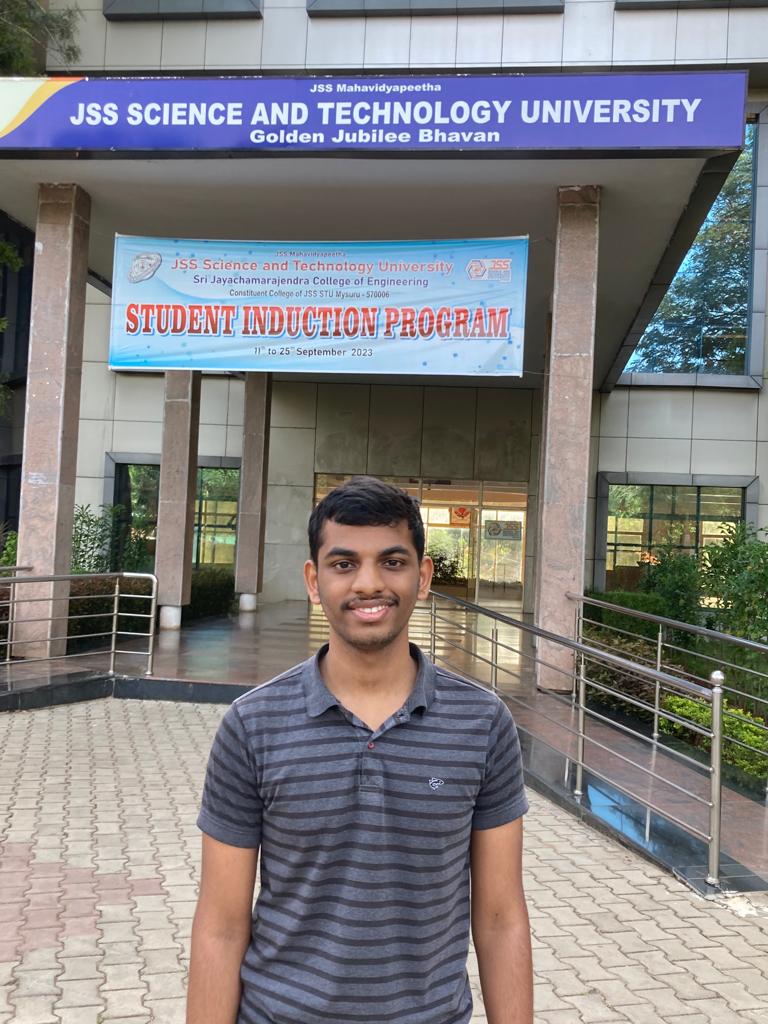 JSS Mahavidyapeetha
JSS SCIENCE AND TECHNOLOGY UNIVERSITY
Golden Jubilee Bhavan
JSS Mahavidyapeetha
JSS Science and Technology University
Sri Jayachamarajendra College of Engineering
Constituent College of JSS STU Mysuru - 570006
STUDENT INDUCTION PROGRAM
11th to 25th September 2023
JSS